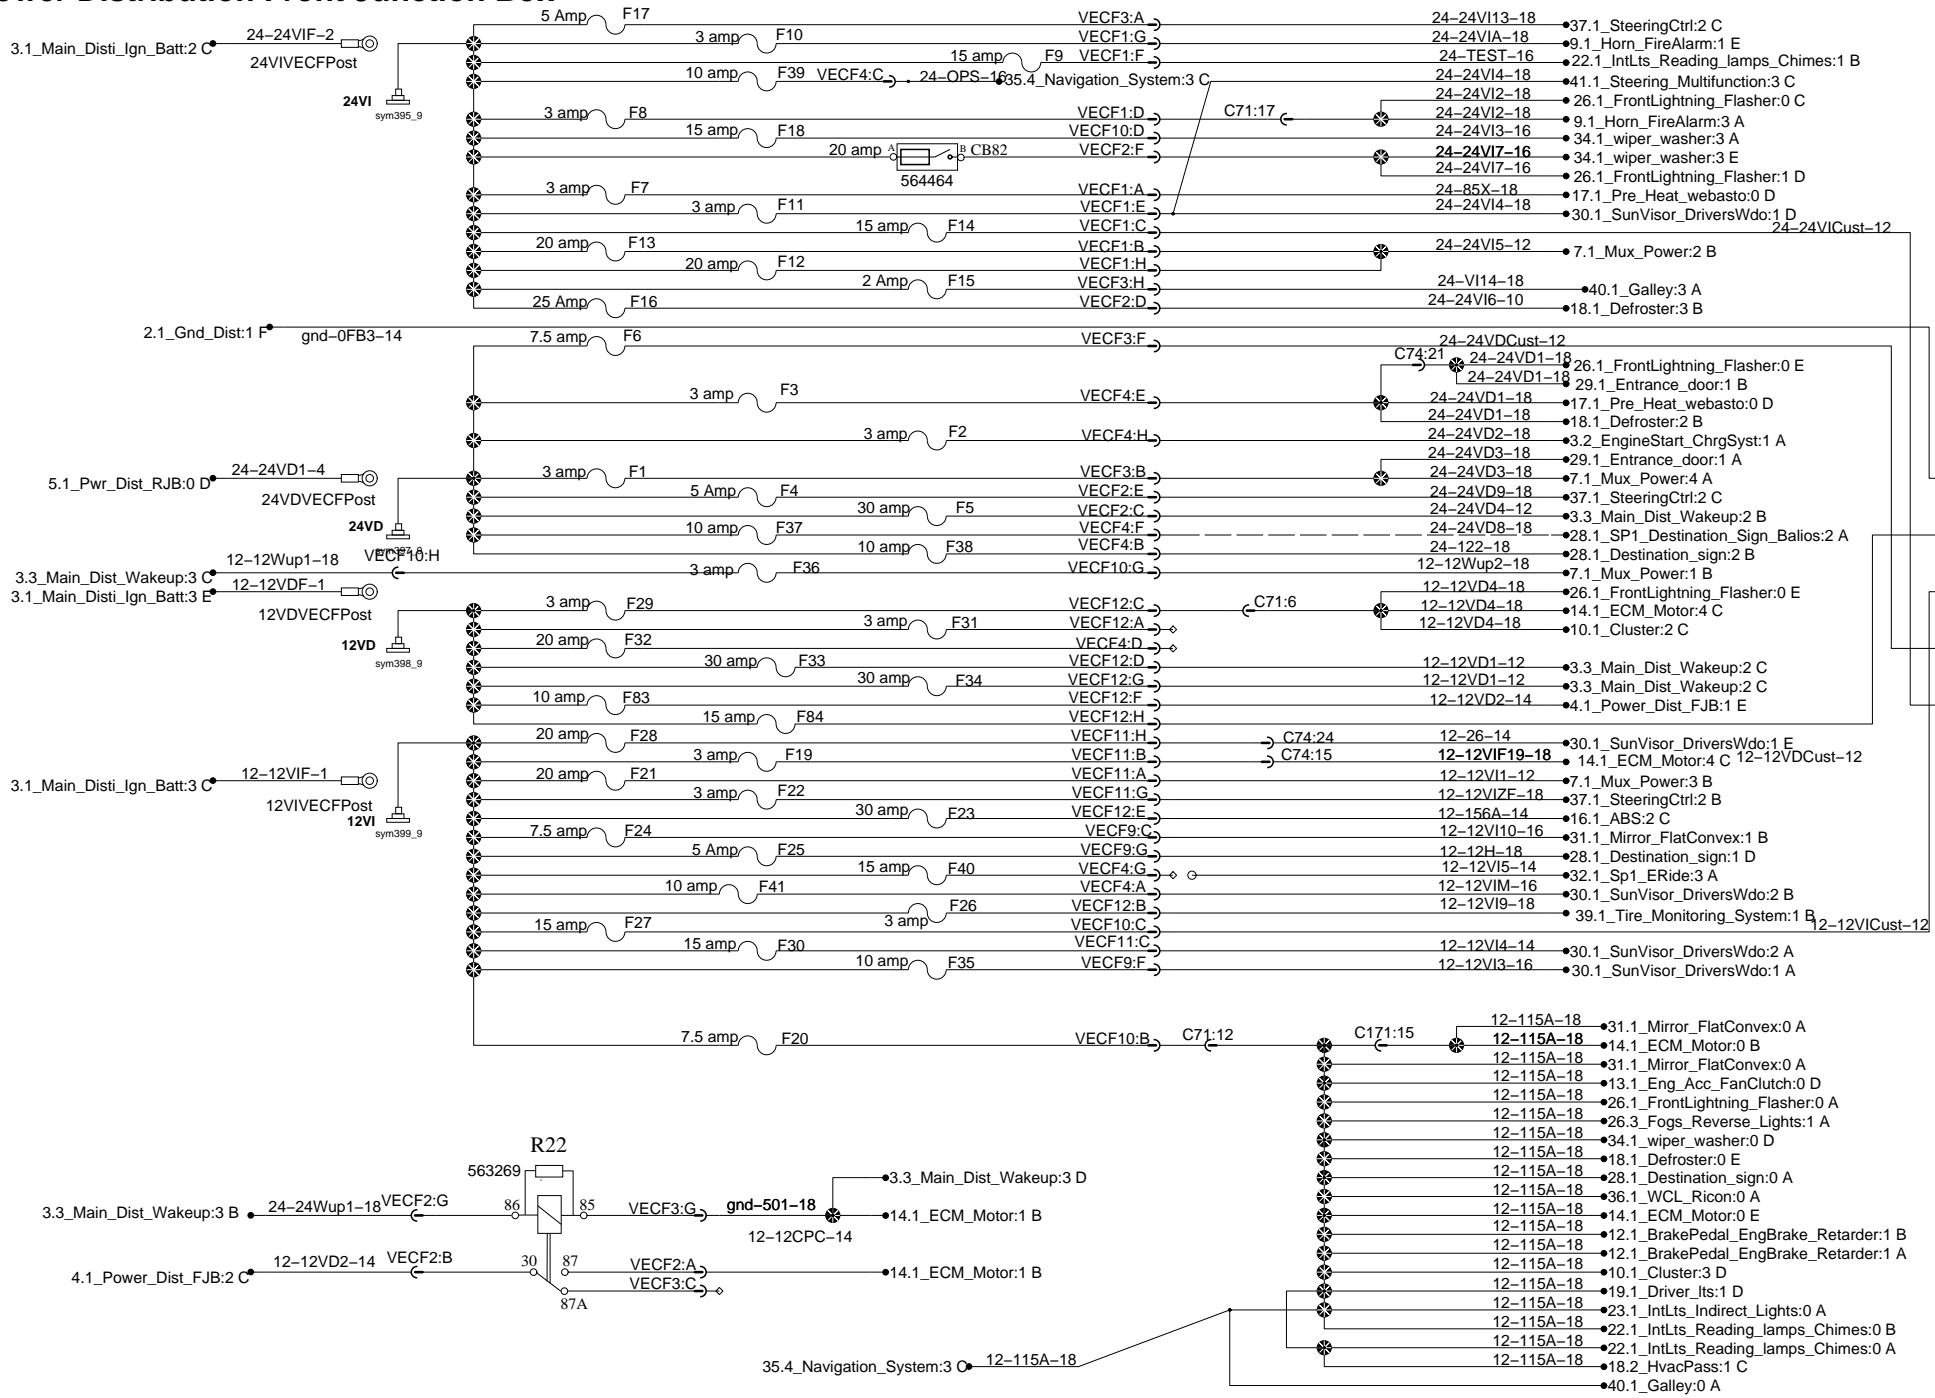 5 Amp F17 VECF3:A 24-24VI13-18 37.1_SteeringCtrl:2 C
3.1_Main_Disti_Ign_Batt:2 C 24-24VIF-2 3 amp F10 VECF1:G 24-24VIA-18 9.1_Horn_FireAlarm:1 E
24VIVECFPost 15 amp F9 VECF1:F 24-TEST-16 22.1_IntLts_Reading_lamps_Chimes:1 B
10 amp F39 VECF4:C 24-OPS-16 35.4_Navigation_System:3 C 24-24VI4-18 41.1_Steering_Multifunction:3 C
24VI
sym395_9
24-24VI2-18 26.1_FrontLightning_Flasher:0 C
3 amp F8 VECF1:D C71:17 24-24VI2-18 9.1_Horn_FireAlarm:3 A
15 amp F18 VECF10:D 24-24VI3-16 34.1_wiper_washer:3 A
20 amp A B CB82 VECF2:F 24-24VI7-16 34.1_wiper_washer:3 E
564464 24-24VI7-16 26.1_FrontLightning_Flasher:1 D
3 amp F7 VECF1:A 24-85X-18 17.1_Pre_Heat_webasto:0 D
3 amp F11 VECF1:E 24-24VI4-18 30.1_SunVisor_DriversWdo:1 D
15 amp F14 VECF1:C 24-24VICust-12
20 amp F13 VECF1:B 24-24VI5-12 7.1_Mux_Power:2 B
20 amp F12 VECF1:H
2 Amp F15 VECF3:H 24-VI14-18 40.1_Galley:3 A
25 Amp F16 VECF2:D 24-24VI6-10 18.1_Defroster:3 B
2.1_Gnd_Dist:1 F gnd-0FB3-14
7.5 amp F6 VECF3:F 24-24VDCust-12
C74:21 24-24VD1-18 26.1_FrontLightning_Flasher:0 E
24-24VD1-18 29.1_Entrance_door:1 B
3 amp F3 VECF4:E 24-24VD1-18 17.1_Pre_Heat_webasto:0 D
24-24VD1-18 18.1_Defroster:2 B
3 amp F2 VECF4:H 24-24VD2-18 3.2_EngineStart_ChrgSyst:1 A
24-24VD3-18 29.1_Entrance_door:1 A
5.1_Pwr_Dist_RJB:0 D 24-24VD1-4 3 amp F1 VECF3:B 24-24VD3-18 7.1_Mux_Power:4 A
24VDVECFPost 5 Amp F4 VECF2:E 24-24VD9-18 37.1_SteeringCtrl:2 C
30 amp F5 VECF2:C 24-24VD4-12 3.3_Main_Dist_Wakeup:2 B
24VD 10 amp F37 VECF4:F 24-24VD8-18 28.1_SP1_Destination_Sign_Balios:2 A
10 amp F38 VECF4:B 24-122-18 28.1_Destination_sign:2 B
3.3_Main_Dist_Wakeup:3 C 12-12Wup1-18 VECF10:H 3 amp F36 VECF10:G 12-12Wup2-18 7.1_Mux_Power:1 B
3.1_Main_Disti_Ign_Batt:3 E 12-12VDF-1 12-12VD4-18 26.1_FrontLightning_Flasher:0 E
12VDVECFPost 3 amp F29 VECF12:C C71:6 12-12VD4-18 14.1_ECM_Motor:4 C
3 amp F31 VECF12:A 12-12VD4-18 10.1_Cluster:2 C
12VD 20 amp F32 VECF4:D
sym398_9 30 amp F33 VECF12:D 12-12VD1-12 3.3_Main_Dist_Wakeup:2 C
30 amp F34 VECF12:G 12-12VD1-12 3.3_Main_Dist_Wakeup:2 C
10 amp F83 VECF12:F 12-12VD2-14 4.1_Power_Dist_FJB:1 E
15 amp F84 VECF12:H
20 amp F28 VECF11:H C74:24 12-26-14 30.1_SunVisor_DriversWdo:1 E
3 amp F19 VECF11:B C74:15 12-12VIF19-18 14.1_ECM_Motor:4 C 12-12VDCust-12
3.1_Main_Disti_Ign_Batt:3 C 12-12VIF-1 20 amp F21 VECF11:A 12-12VI1-12 7.1_Mux_Power:3 B
12VIVECFPost 3 amp F22 VECF11:G 12-12VIZF-18 37.1_SteeringCtrl:2 B
12VI 30 amp F23 VECF12:E 12-156A-14 16.1_ABS:2 C
sym399_9 7.5 amp F24 VECF9:C 12-12VI10-16 31.1_Mirror_FlatConvex:1 B
5 Amp F25 VECF9:G 12-12H-18 28.1_Destination_sign:1 D
15 amp F40 VECF4:G 12-12VI5-14 32.1_Sp1_ERide:3 A
10 amp F41 VECF4:A 12-12VIM-16 30.1_SunVisor_DriversWdo:2 B
3 amp F26 VECF12:B 12-12VI9-18 39.1_Tire_Monitoring_System:1 B
15 amp F27 VECF10:C 12-12VICust-12
15 amp F30 VECF11:C 12-12VI4-14 30.1_SunVisor_DriversWdo:2 A
10 amp F35 VECF9:F 12-12VI3-16 30.1_SunVisor_DriversWdo:1 A
12-115A-18 31.1_Mirror_FlatConvex:0 A
7.5 amp F20 VECF10:B C71:12 C171:15 12-115A-18 14.1_ECM_Motor:0 B
12-115A-18 31.1_Mirror_FlatConvex:0 A
12-115A-18 13.1_Eng_Acc_FanClutch:0 D
12-115A-18 26.1_FrontLightning_Flasher:0 A
12-115A-18 26.3_Fogs_Reverse_Lights:1 A
12-115A-18 34.1_wiper_washer:0 D
12-115A-18 18.1_Defroster:0 E
12-115A-18 28.1_Destination_sign:0 A
12-115A-18 36.1_WCL_Ricon:0 A
12-115A-18 14.1_ECM_Motor:0 E
12-115A-18 12.1_BrakePedal_EngBrake_Retarder:1 B
12-115A-18 12.1_BrakePedal_EngBrake_Retarder:1 A
12-115A-18 10.1_Cluster:3 D
12-115A-18 19.1_Driver_lts:1 D
12-115A-18 23.1_IntLts_Indirect_Lights:0 A
12-115A-18 22.1_IntLts_Reading_lamps_Chimes:0 B
12-115A-18 22.1_IntLts_Reading_lamps_Chimes:0 A
12-115A-18 18.2_HvacPass:1 C
40.1_Galley:0 A
R22
563269 3.3_Main_Dist_Wakeup:3 D
3.3_Main_Dist_Wakeup:3 B 24-24Wup1-18 VECF2:G 86 85 VECF3:G gnd-501-18 14.1_ECM_Motor:1 B
12-12CPC-14
4.1_Power_Dist_FJB:2 C 12-12VD2-14 VECF2:B 30 87 VECF2:A 14.1_ECM_Motor:1 B
87A VECF3:C
35.4_Navigation_System:3 C 12-115A-18